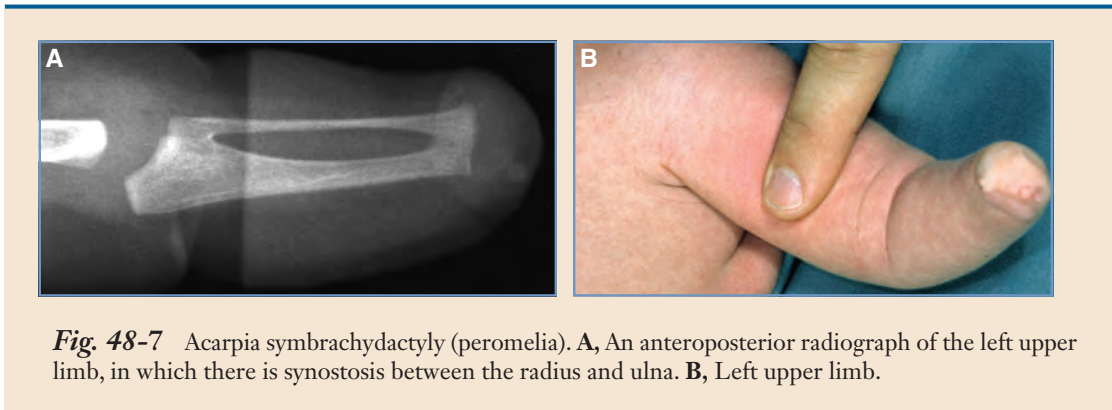 A
B
Fig. 48-7 Acarpia symbrachydactyly (peromelia). A, An anteroposterior radiograph of the left upper
limb, in which there is synostosis between the radius and ulna. B, Left upper limb.